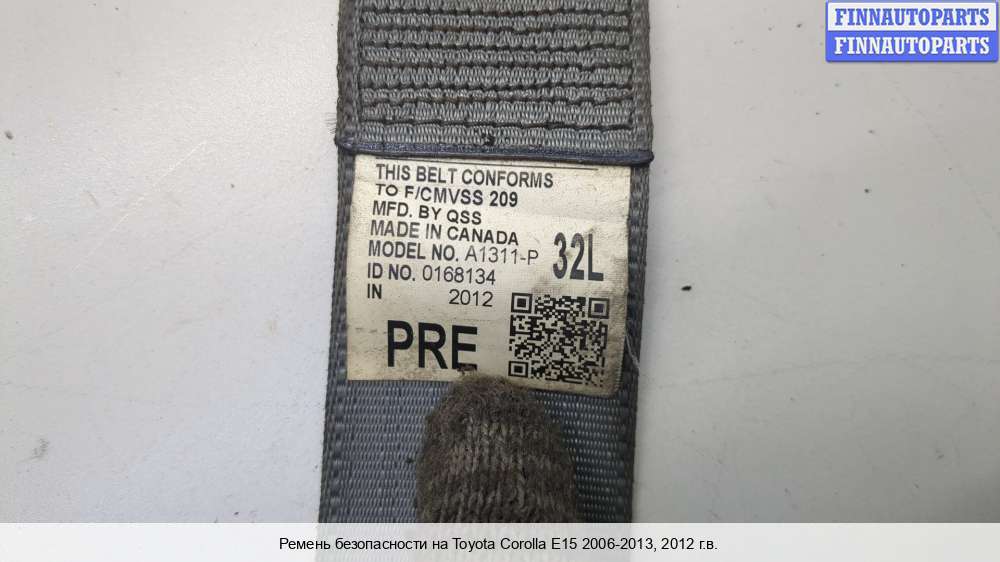 FINNAUTOPARTS
FINNAUTOPARTS
THIS BELT CONFORMS
TO F/CMVSS 209
MFD. BY QSS
MADE IN CANADA
MODEL NO. A1311-P
32L
ID NO. 0168134
IN 2012
PRE
Ремень безопасности на Toyota Corolla E15 2006-2013, 2012 г.в.